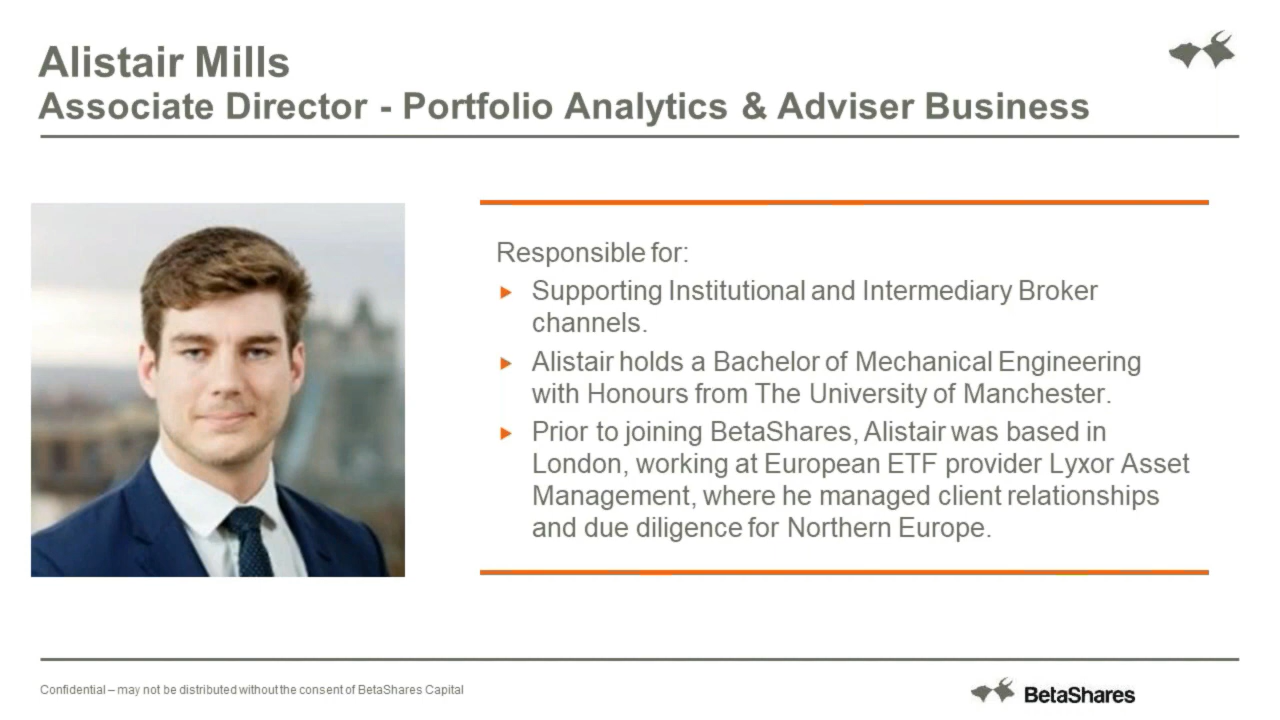 Alistair Mills
Associate Director - Portfolio Analytics & Adviser Business
Responsible for:
Supporting Institutional and Intermediary Broker
channels.
Alistair holds a Bachelor of Mechanical Engineering
with Honours from The University of Manchester.
Prior to joining BetaShares, Alistair was based in
London, working at European ETF provider Lyxor Asset
Management, where he managed client relationships
and due diligence for Northern Europe.
Confidential – may not be distributed without the consent of BetaShares Capital
BetaShares